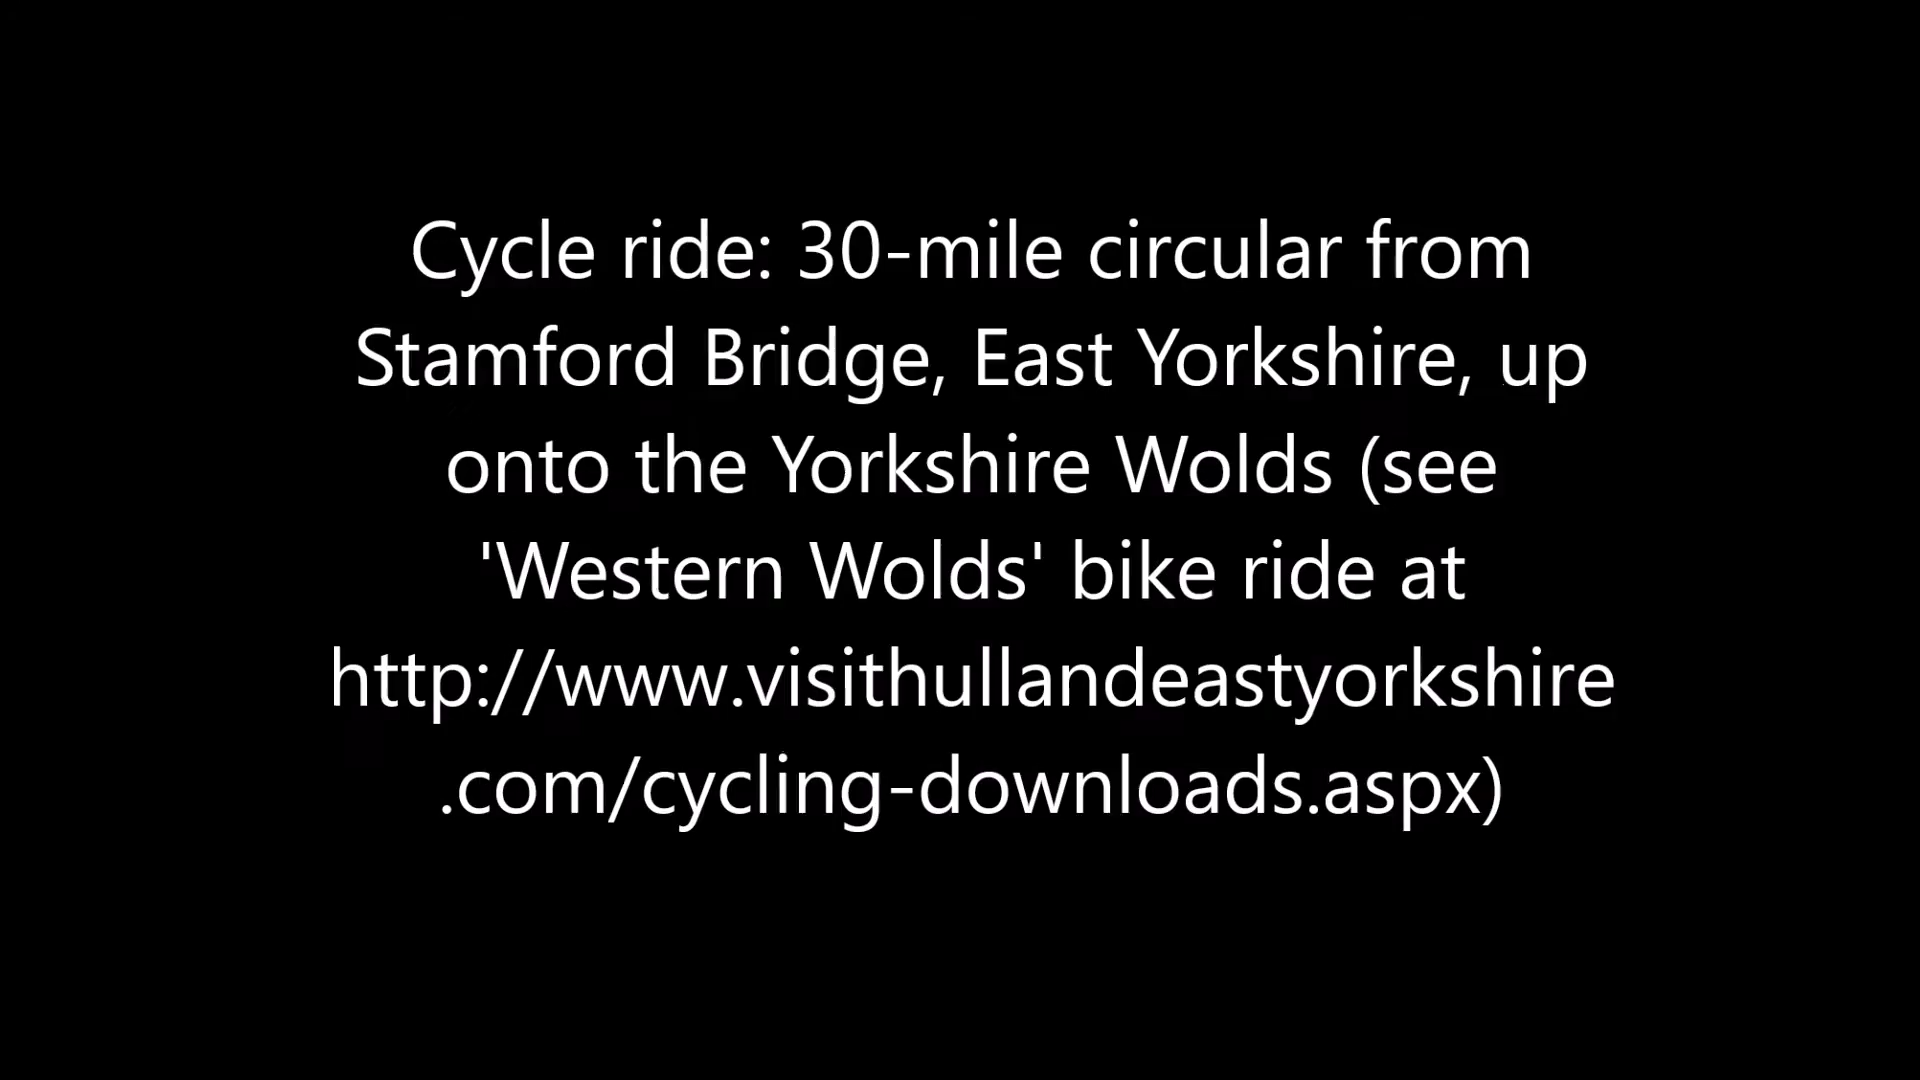 Cycle ride: 30-mile circular from
Stamford Bridge, East Yorkshire, up
onto the Yorkshire Wolds (see
'Western Wolds' bike ride at
http://www.visithullandeastyorkshire
.com/cycling-downloads.aspx)